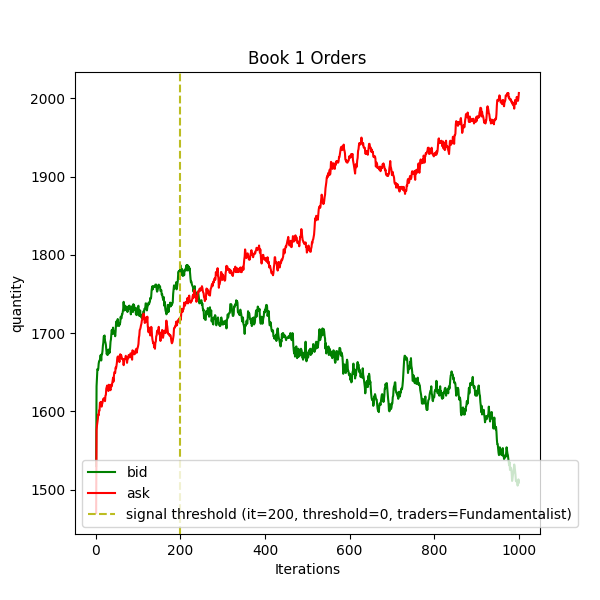 Book 1 Orders
2000
1900
1800
1700
1600
1500
quantity
bid
ask
signal threshold (it=200, threshold=0, traders=Fundamentalist)
0 200 400 600 800 1000
Iterations